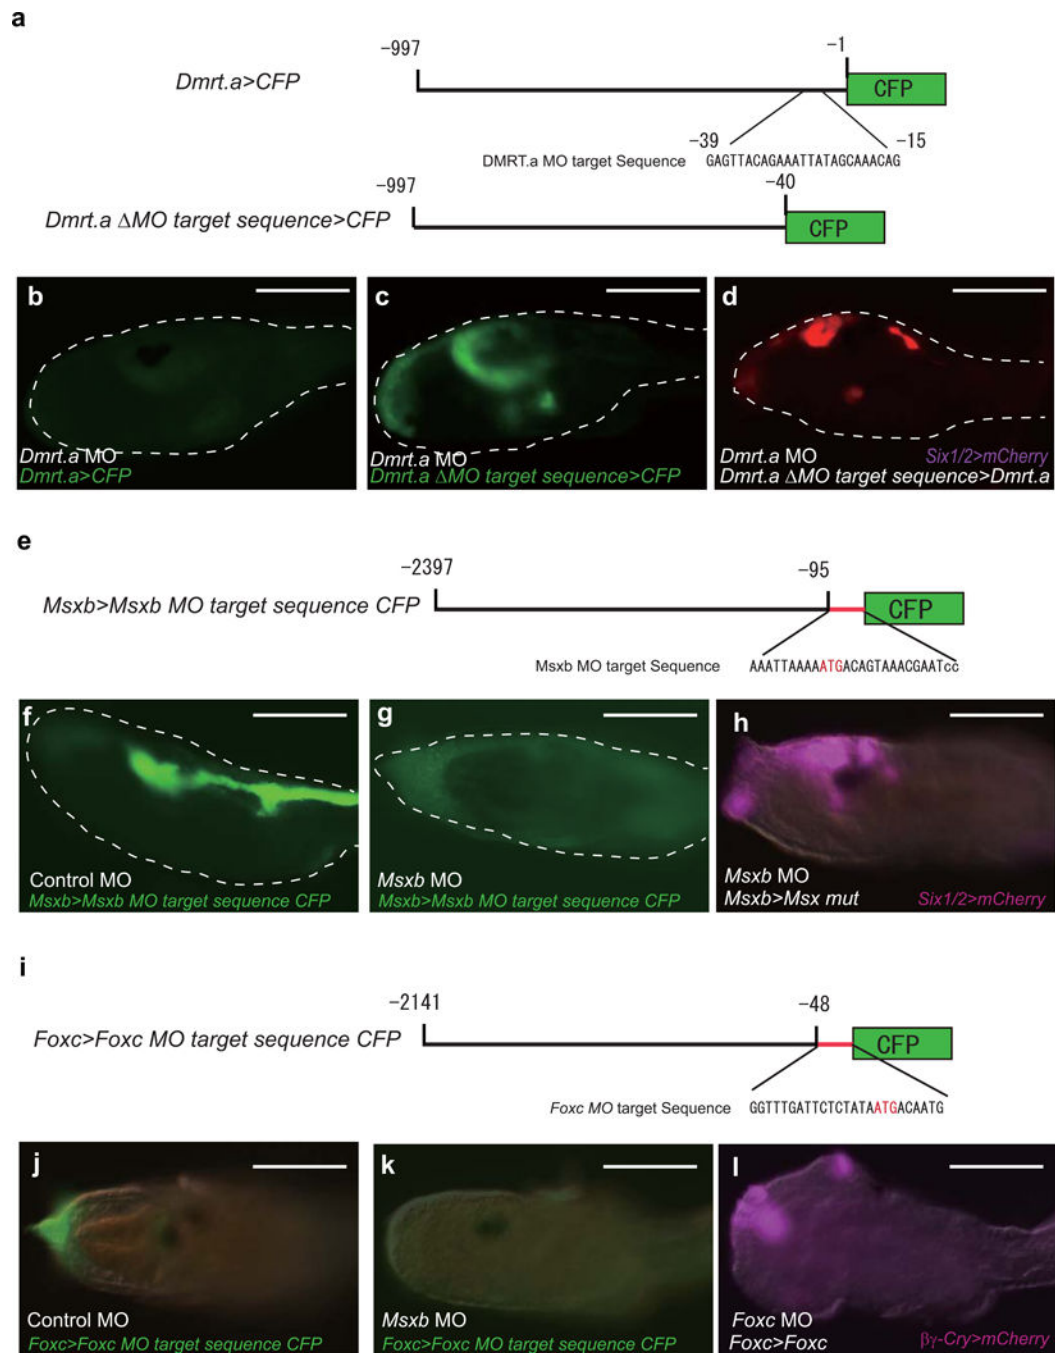 a
-997
-1
Dmrt.a>CFP
CFP
-39
-15
DMRT.a MO target Sequence GAGTTACAGAAATTATAGCAAACAG
-997
-40
Dmrt.a ΔMO target sequence>CFP
CFP
b
Dmrt.a MO
Dmrt.a>CFP
c
Dmrt.a MO
Dmrt.a ΔMO target sequence>CFP
d
Dmrt.a MO
Six1/2>mCherry
Dmrt.a ΔMO target sequence>Dmrt.a
e
-2397
-95
Msxb>Msxb MO target sequence CFP
CFP
Msxb MO target Sequence AAATTAAAAATGACAGTAAACGAATcc
f
Control MO
Msxb>Msxb MO target sequence CFP
g
Msxb MO
Msxb>Msxb MO target sequence CFP
h
Msxb MO
Msxb>Msx mut
Six1/2>mCherry
i
-2141
-48
Foxc>Foxc MO target sequence CFP
CFP
Foxc MO target Sequence GGTTTGATTCTCTATAATGACAATG
j
Control MO
Foxc>Foxc MO target sequence CFP
k
Msxb MO
Foxc>Foxc MO target sequence CFP
l
Foxc MO
Foxc>Foxc
βγ-Cry>mCherry